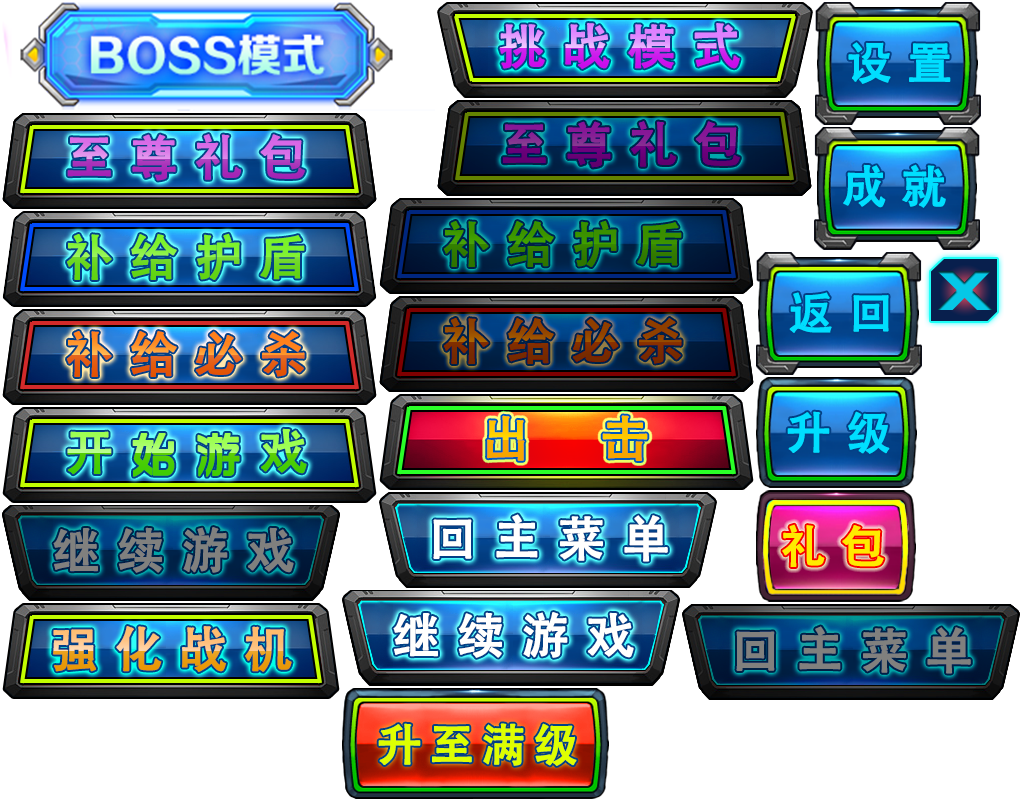 BOSS模式
挑战模式
设置
至尊礼包
至尊礼包
成就
补给护盾
补给护盾
返回
X
补给必杀
补给必杀
开始游戏
出击
升级
继续游戏
回主菜单
礼包
强化战机
继续游戏
回主菜单
升至满级